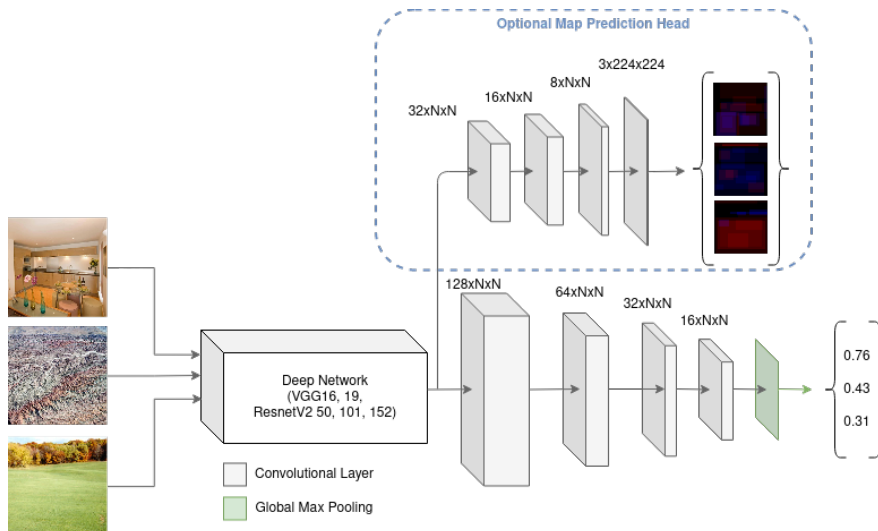 Optional Map Prediction Head
3x224x224
8xNxN
16xNxN
32xNxN
128xNxN
64xNxN
32xNxN
16xNxN
0.76
0.43
0.31
Deep Network
(VGG16, 19,
ResnetV2 50, 101, 152)
Convolutional Layer
Global Max Pooling